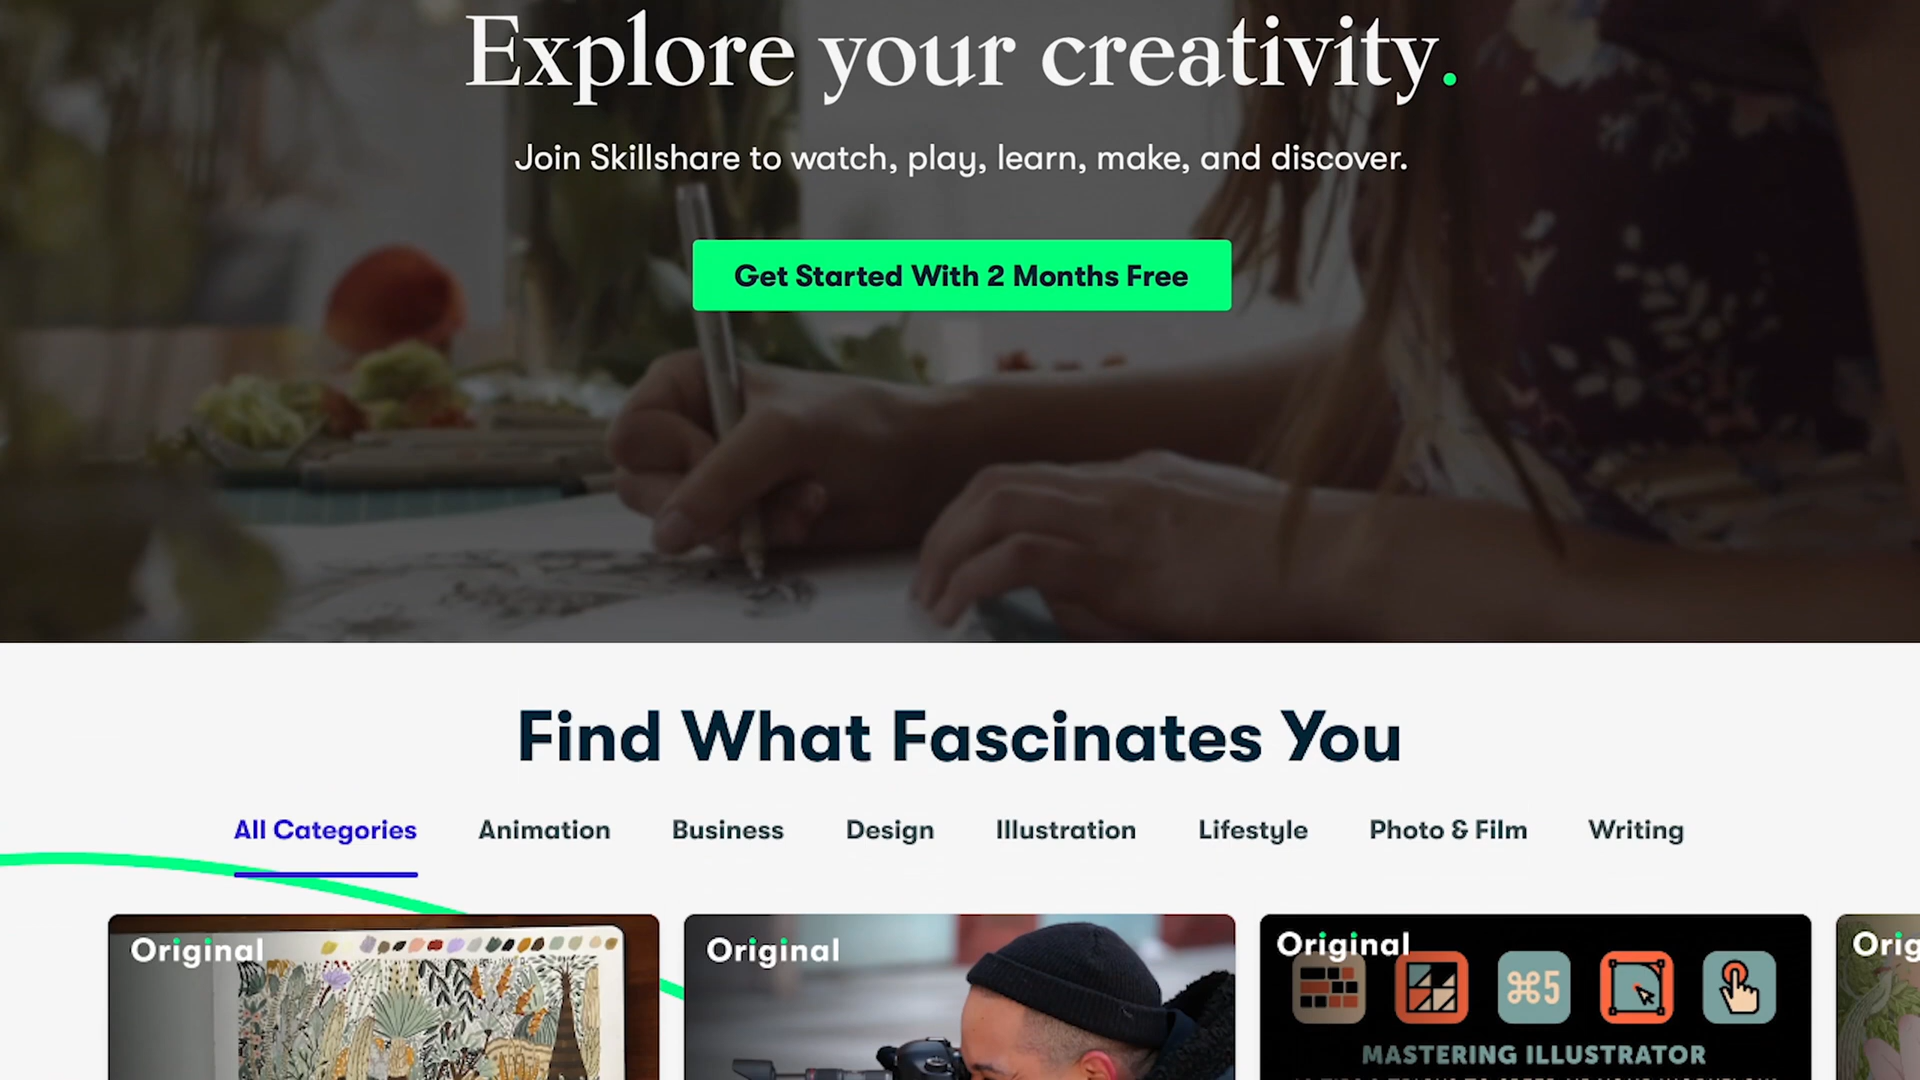 Explore your creativity.
Join Skillshare to watch, play, learn, make, and discover.
Get Started With 2 Months Free
Find What Fascinates You
All Categories Animation Business Design Illustration Lifestyle Photo & Film Writing
Original Original Original Orig
⌘5
MASTERING ILLUSTRATOR